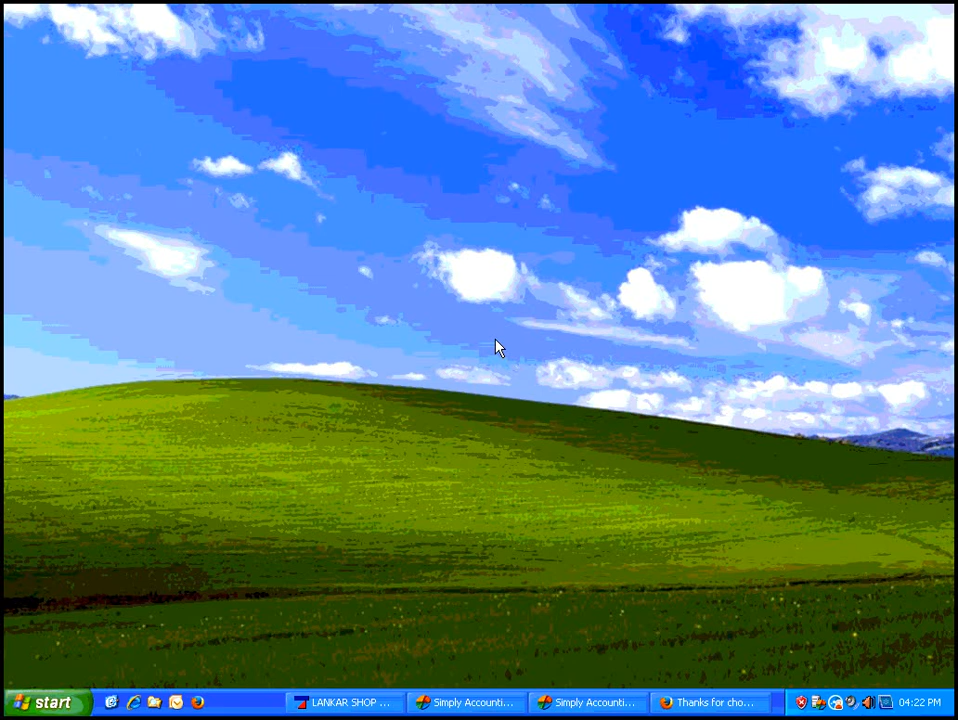 start
LANKAR SHOP ...
Simply Accounti...
Simply Accounti...
Thanks for cho...
04:22 PM